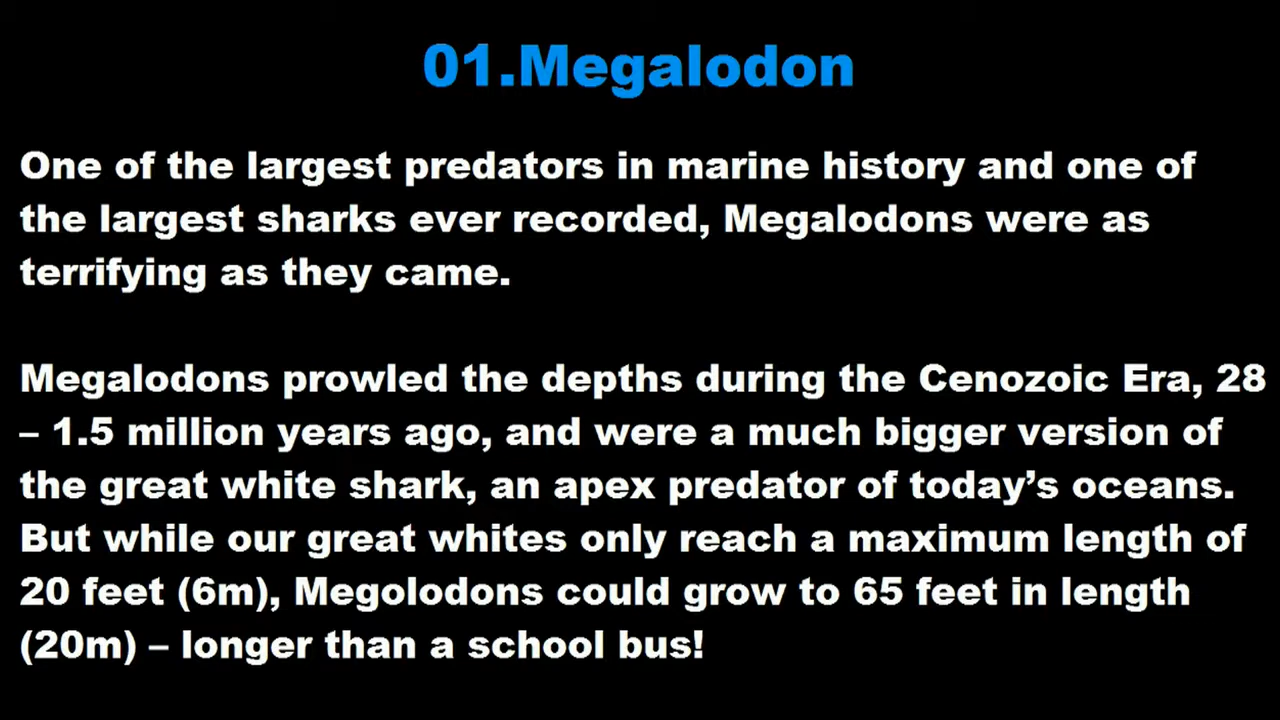 01.Megalodon
One of the largest predators in marine history and one of
the largest sharks ever recorded, Megalodons were as
terrifying as they came.
Megalodons prowled the depths during the Cenozoic Era, 28
– 1.5 million years ago, and were a much bigger version of
the great white shark, an apex predator of today’s oceans.
But while our great whites only reach a maximum length of
20 feet (6m), Megolodons could grow to 65 feet in length
(20m) – longer than a school bus!